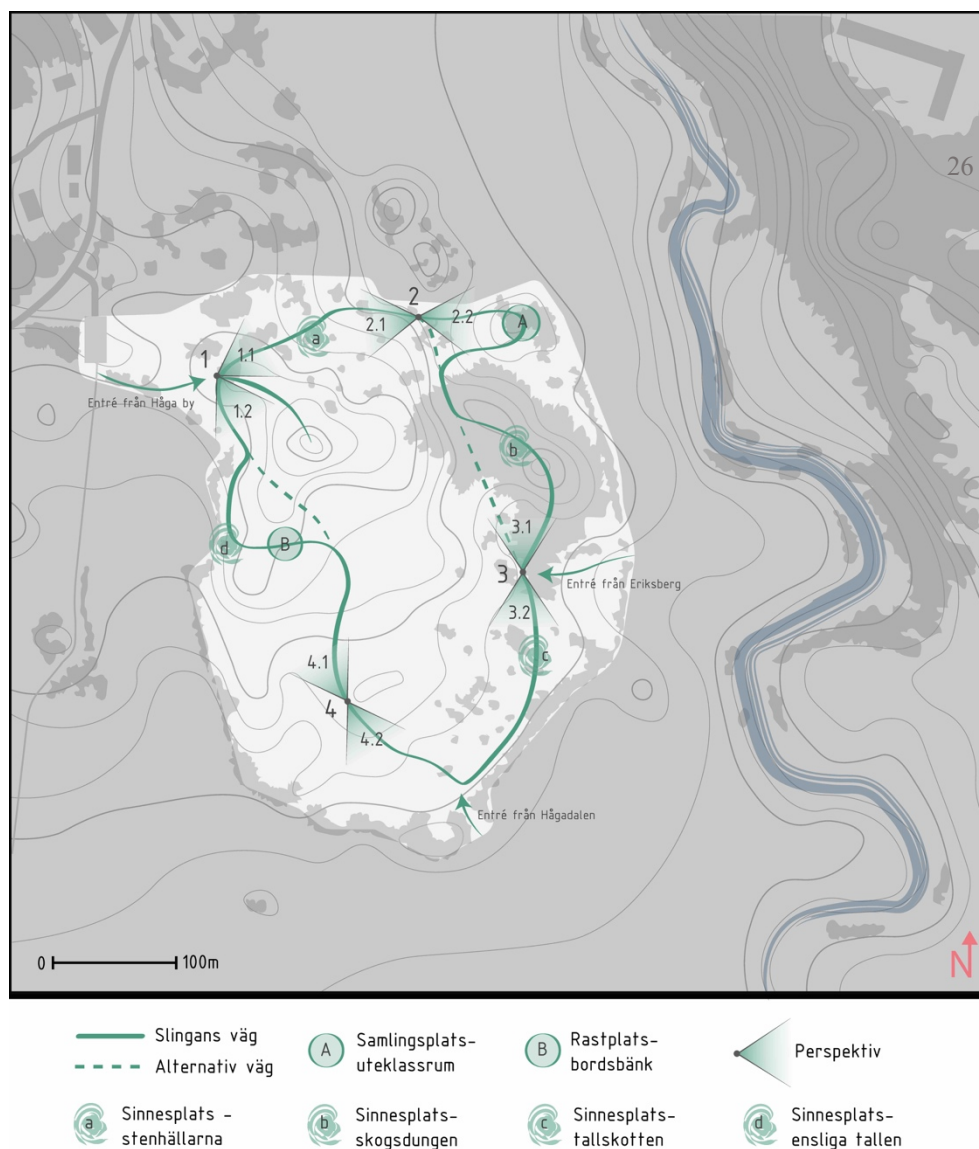 26
2
2.1
2.2
A
a
1
1.1
Entré från Håga by
1.2
b
3.1
d
B
3
Entré från Eriksberg
3.2
c
4.1
4
4.2
Entré från Hågadalen
0
100m
N
Slingans väg
Alternativ väg
A
Samlingsplats-
uteklassrum
B
Rastplats-
bordsbänk
Perspektiv
a
Sinnesplats -
stenhällarna
b
Sinnesplats-
skogsdungen
c
Sinnesplats-
tallskotten
d
Sinnesplats-
ensliga tallen